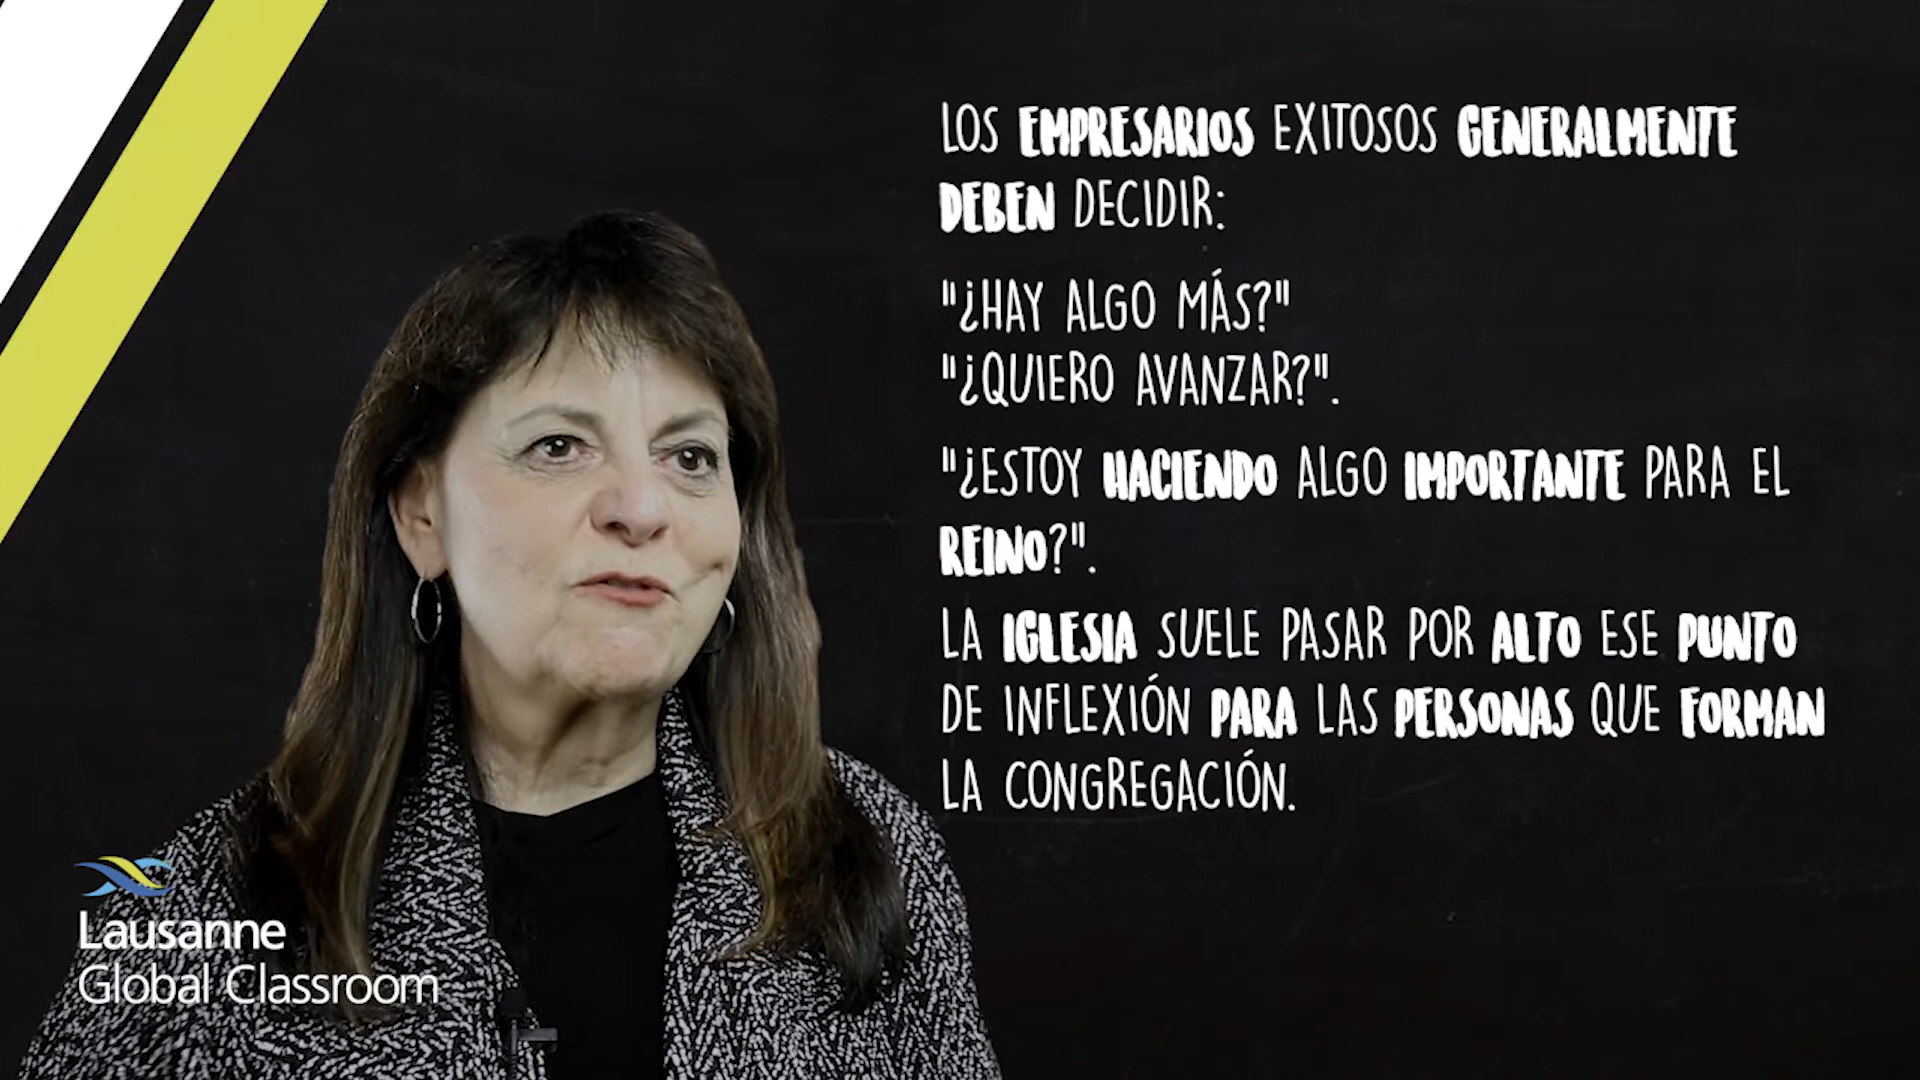 LOS EMPRESARIOS EXITOSOS GENERALMENTE
DEBEN DECIDIR:
"¿HAY ALGO MÁS?"
"¿QUIERO AVANZAR?".
"¿ESTOY HACIENDO ALGO IMPORTANTE PARA EL
REINO?".
LA IGLESIA SUELE PASAR POR ALTO ESE PUNTO
DE INFLEXIÓN PARA LAS PERSONAS QUE FORMAN
LA CONGREGACIÓN.
Lausanne
Global Classroom